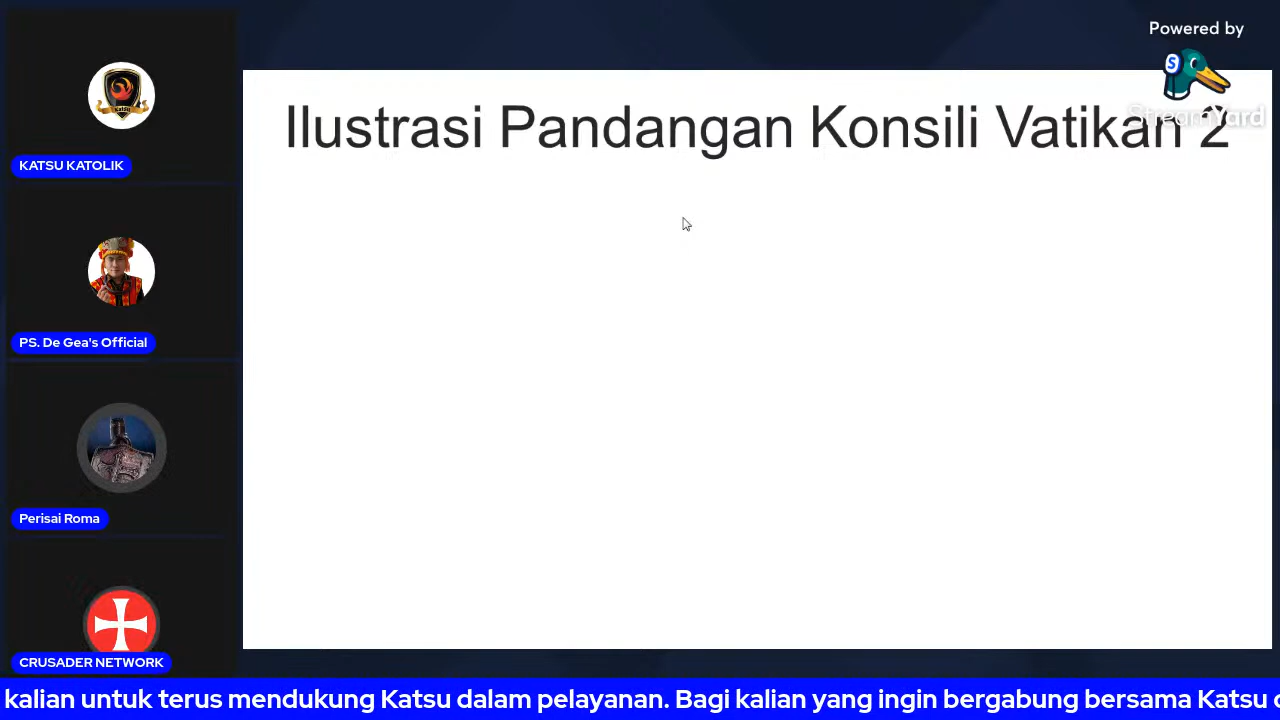 Powered by
StreamYard
Ilustrasi Pandangan Konsili Vatikan 2
KATSU KATOLIK
PS. De Gea's Official
Perisai Roma
CRUSADER NETWORK
kalian untuk terus mendukung Katsu dalam pelayanan. Bagi kalian yang ingin bergabung bersama Katsu